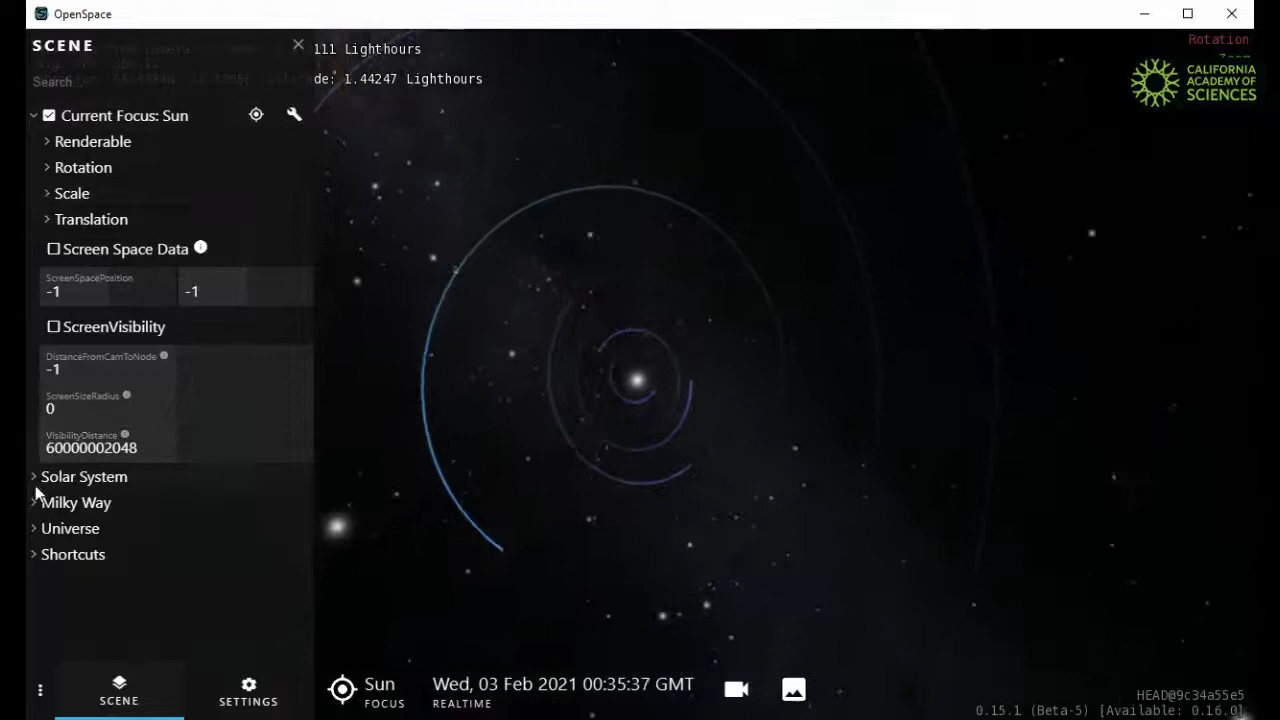 OpenSpace
SCENE
111 Lighthours
Rotation
Search...
de: 1.44247 Lighthours
CALIFORNIA
ACADEMY OF
SCIENCES
Current Focus: Sun
Renderable
Rotation
Scale
Translation
Screen Space Data
ScreenSpacePosition
-1 -1
ScreenVisibility
DistanceFromCamToNode
-1
ScreenSizeRadius
0
VisibilityDistance
60000002048
Solar System
Milky Way
Universe
Shortcuts
SCENE
SETTINGS
Sun
FOCUS
Wed, 03 Feb 2021 00:35:37 GMT
REALTIME
HEAD@9c34a55e5
0.15.1 (Beta-5) [Available: 0.16.0]